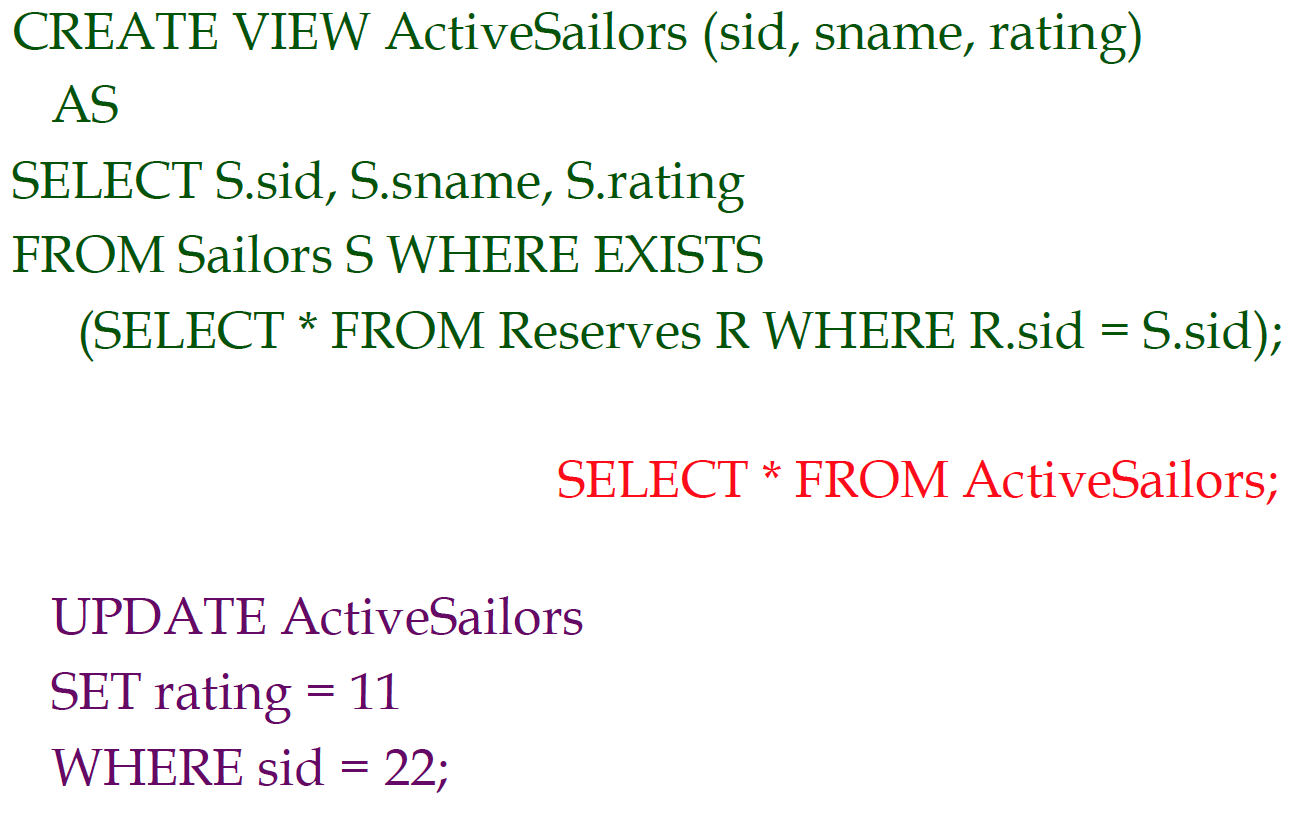 CREATE VIEW ActiveSailors (sid, sname, rating)
AS
SELECT S.sid, S.sname, S.rating
FROM Sailors S WHERE EXISTS
(SELECT * FROM Reserves R WHERE R.sid = S.sid);
SELECT * FROM ActiveSailors;
UPDATE ActiveSailors
SET rating = 11
WHERE sid = 22;